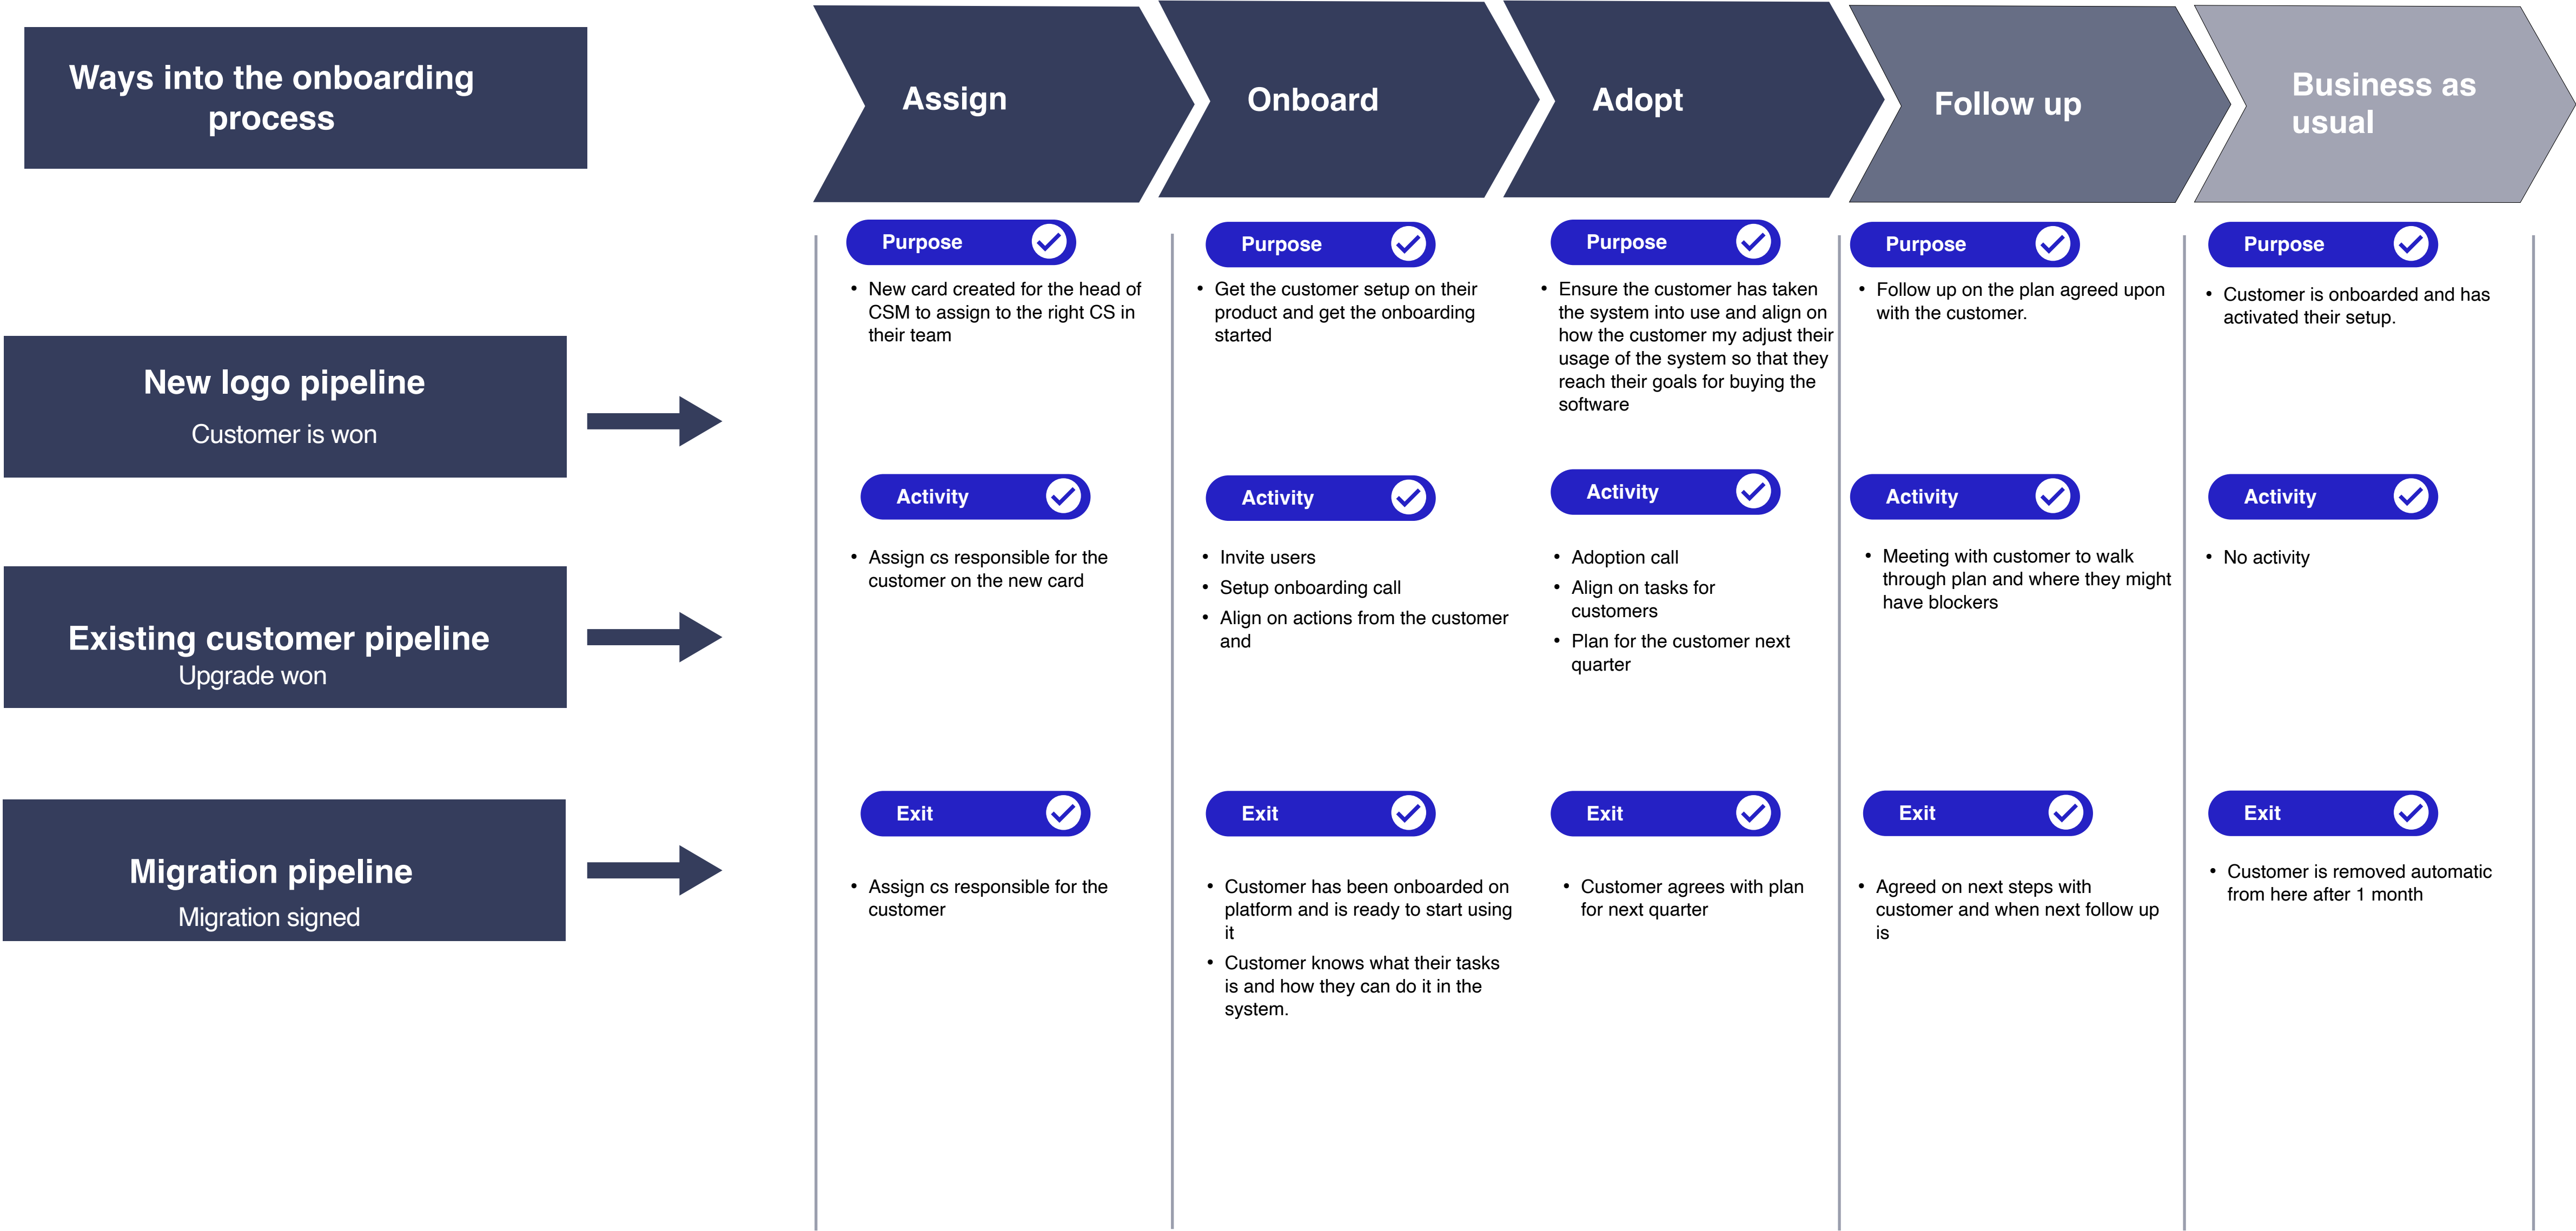 Ways into the onboarding
process
New logo pipeline
Customer is won
Existing customer pipeline
Upgrade won
Migration pipeline
Migration signed
Assign
Purpose
• New card created for the head of
CSM to assign to the right CS in
their team
Activity
• Assign cs responsible for the
customer on the new card
Exit
• Assign cs responsible for the
customer
Onboard
Purpose
• Get the customer setup on their
product and get the onboarding
started
Activity
• Invite users
• Setup onboarding call
• Align on actions from the customer
and
Exit
• Customer has been onboarded on
platform and is ready to start using
it
• Customer knows what their tasks
is and how they can do it in the
system.
Adopt
Purpose
• Ensure the customer has taken
the system into use and align on
how the customer my adjust their
usage of the system so that they
reach their goals for buying the
software
Activity
• Adoption call
• Align on tasks for
customers
• Plan for the customer next
quarter
Exit
• Customer agrees with plan
for next quarter
Follow up
Purpose
• Follow up on the plan agreed upon
with the customer.
Activity
• Meeting with customer to walk
through plan and where they might
have blockers
Exit
• Agreed on next steps with
customer and when next follow up
is
Business as
usual
Purpose
• Customer is onboarded and has
activated their setup.
Activity
• No activity
Exit
• Customer is removed automatic
from here after 1 month